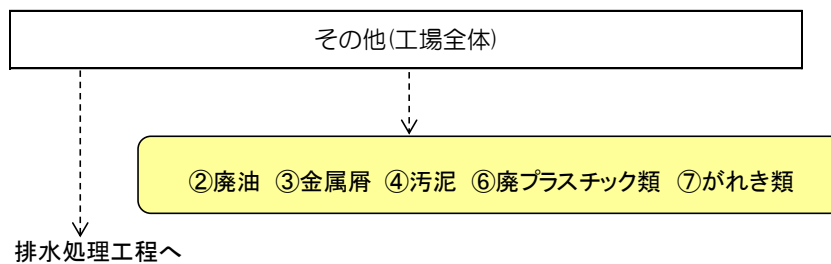 その他(工場全体)
②廃油 ③金属屑 ④汚泥 ⑥廃プラスチック類 ⑦がれき類
排水処理工程へ